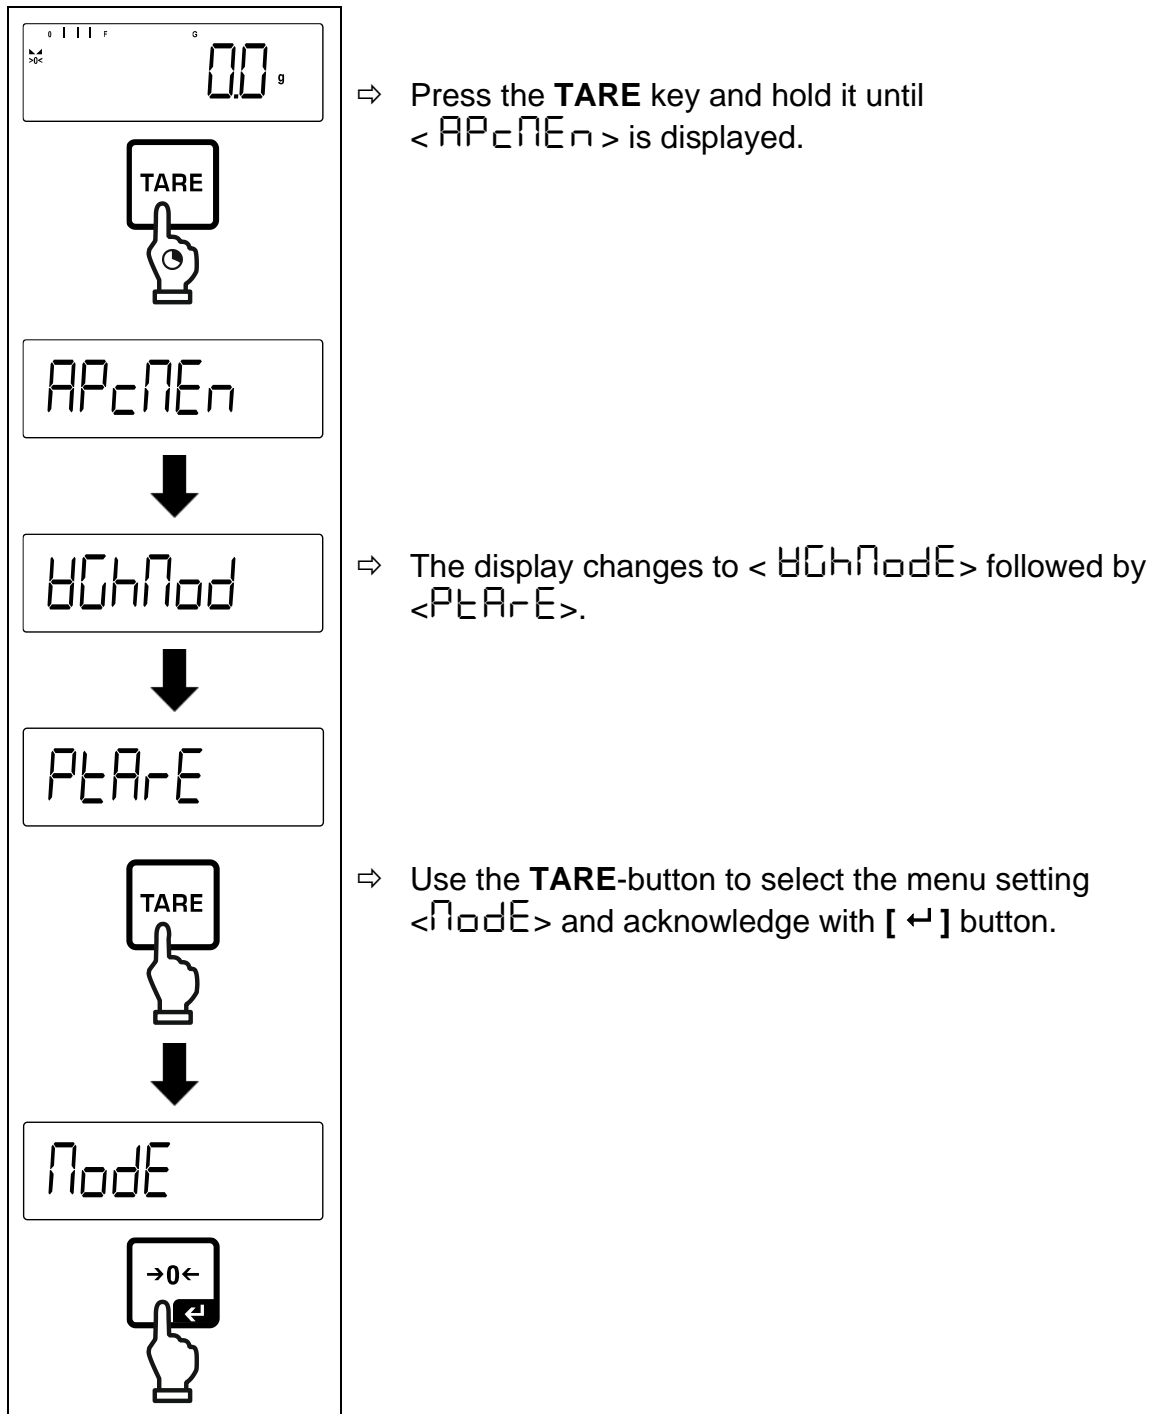 0 F G
>0<
0.0 g
⇨ Press the TARE key and hold it until
< APcMEn > is displayed.
TARE
APcMEn
WGhMod
⇨ The display changes to < WGhModE> followed by
<PtArE>.
PtArE
⇨ Use the TARE-button to select the menu setting
<ModE> and acknowledge with [ ↵ ] button.
TARE
ModE
→0←
↵